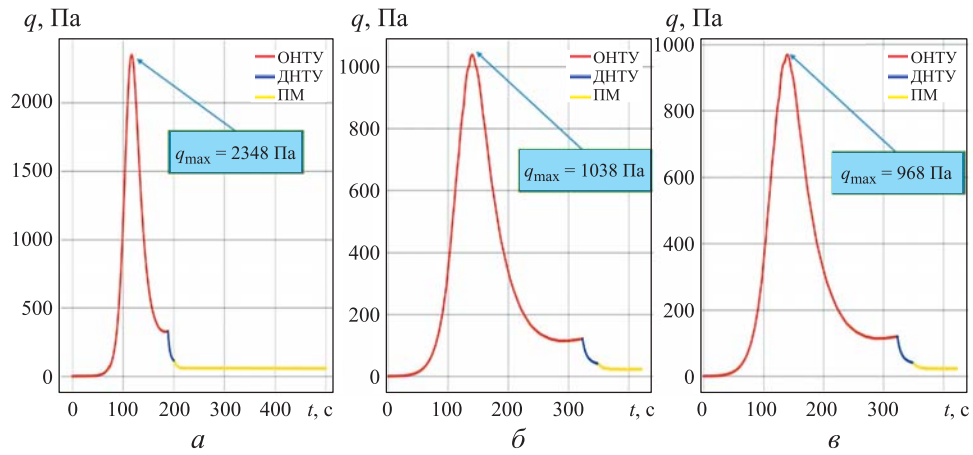 q, Па
ОНТУ
ДНТУ
ПМ
2000
1500
1000
500
0
q_max = 2348 Па
0 100 200 300 400 t, с
а
q, Па
ОНТУ
ДНТУ
ПМ
1000
800
600
400
200
0
q_max = 1038 Па
0 100 200 300 t, с
б
q, Па
ОНТУ
ДНТУ
ПМ
1000
800
600
400
200
0
q_max = 968 Па
0 100 200 300 t, с
в